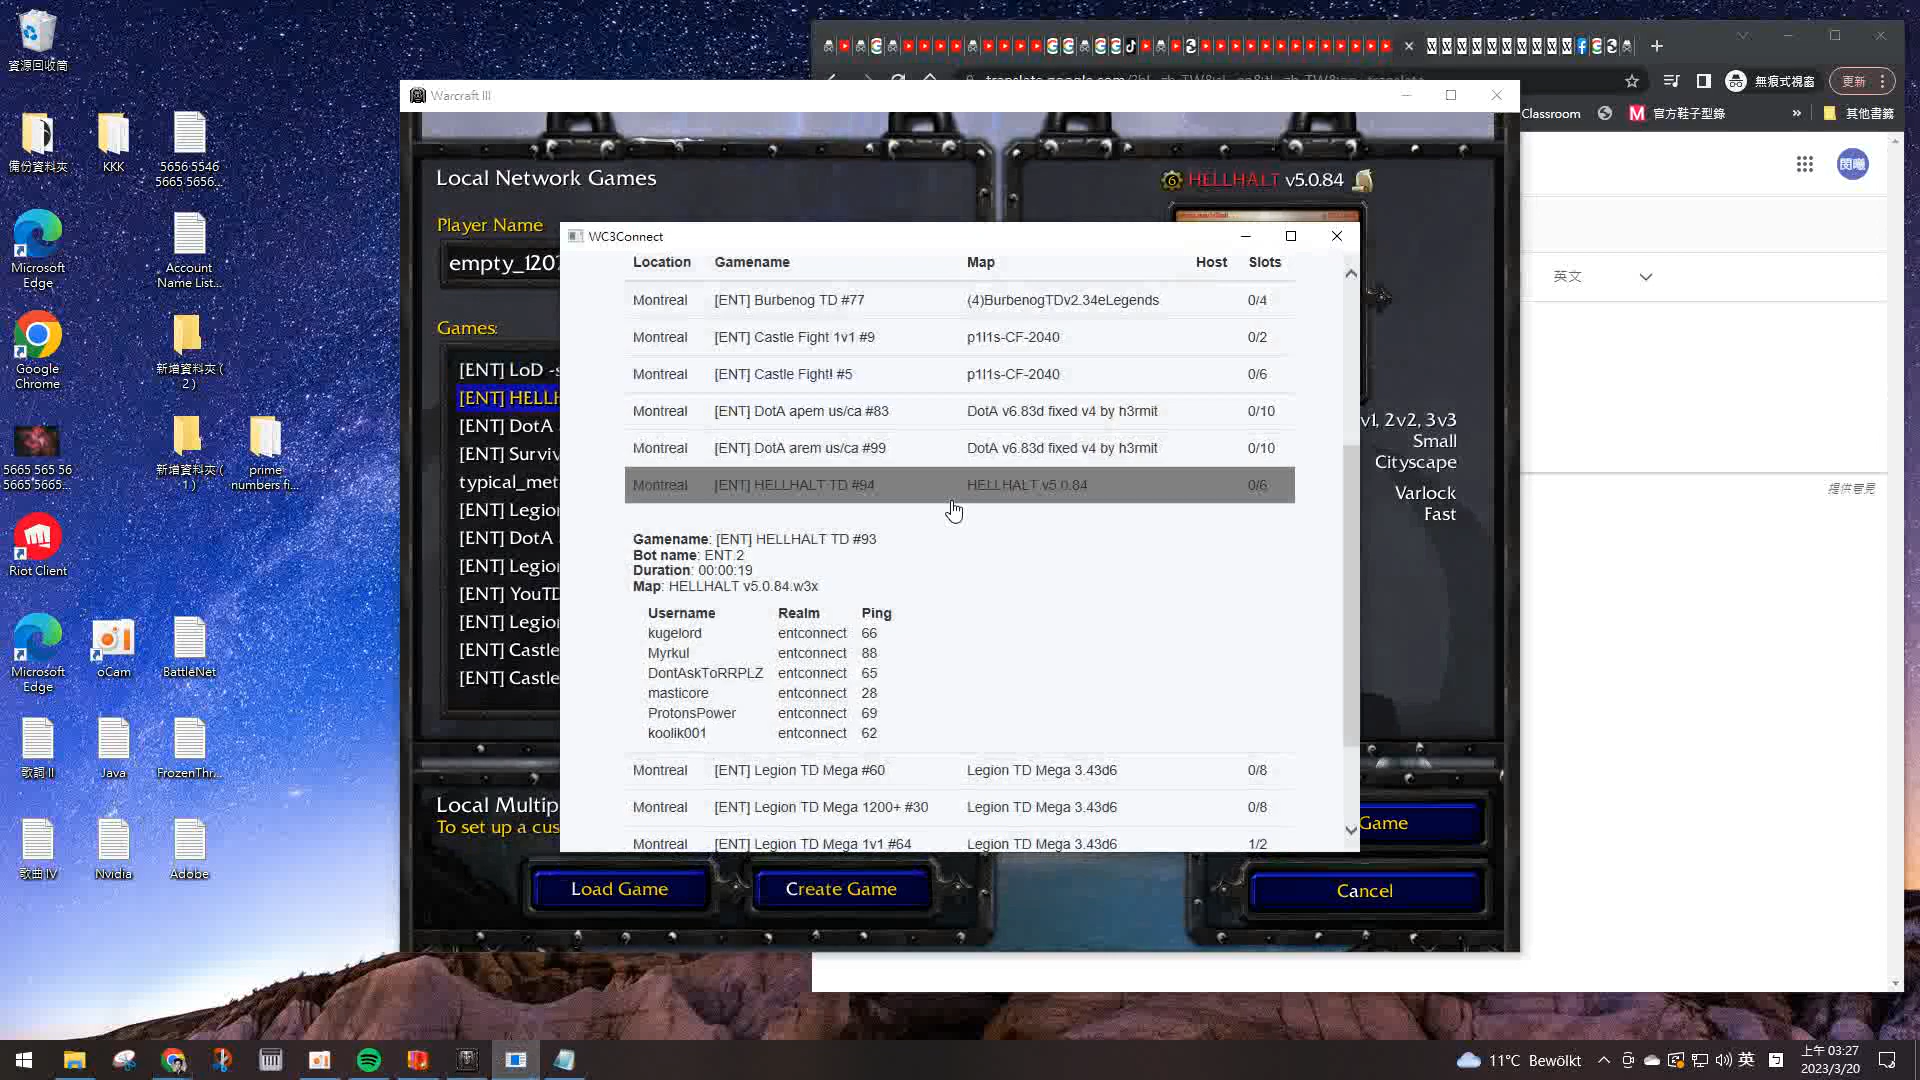 資源回收筒
備份資料夾
KKK
5656 5546
5665 5656...
Microsoft
Edge
Account
Name List...
Google
Chrome
新增資料夾 (
2 )
5665 565 56
5665 5665...
新增資料夾 (
1 )
prime
numbers fi...
Riot Client
Microsoft
Edge
oCam
BattleNet
歌詞 II
Java
FrozenThr...
歌曲 IV
Nvidia
Adobe
無痕式視窗
更新
Classroom
官方鞋子型錄
»
其他書籤
英文
Warcraft III
Local Network Games
Player Name
empty_120
Games:
[ENT] LoD -s
[ENT] HELLH
[ENT] DotA
[ENT] Surviv
typical_met
[ENT] Legion
[ENT] DotA
[ENT] Legion
[ENT] YouTD
[ENT] Legion
[ENT] Castle
[ENT] Castle
Local Multip
To set up a cus
Load Game
Create Game
6 HELLHALT v5.0.84
v1, 2v2, 3v3
Small
Cityscape
Varlock
Fast
Game
Cancel
WC3Connect
Location Gamename Map Host Slots
Montreal [ENT] Burbenog TD #77 (4)BurbenogTDv2.34eLegends 0/4
Montreal [ENT] Castle Fight 1v1 #9 p1l1s-CF-2040 0/2
Montreal [ENT] Castle Fight! #5 p1l1s-CF-2040 0/6
Montreal [ENT] DotA apem us/ca #83 DotA v6.83d fixed v4 by h3rmit 0/10
Montreal [ENT] DotA arem us/ca #99 DotA v6.83d fixed v4 by h3rmit 0/10
Montreal [ENT] HELLHALT TD #94 HELLHALT v5.0.84 0/6
Gamename: [ENT] HELLHALT TD #93
Bot name: ENT 2
Duration: 00:00:19
Map: HELLHALT v5.0.84.w3x
Username Realm Ping
kugelord entconnect 66
Myrkul entconnect 88
DontAskToRRPLZ entconnect 65
masticore entconnect 28
ProtonsPower entconnect 69
koolik001 entconnect 62
Montreal [ENT] Legion TD Mega #60 Legion TD Mega 3.43d6 0/8
Montreal [ENT] Legion TD Mega 1200+ #30 Legion TD Mega 3.43d6 0/8
Montreal [ENT] Legion TD Mega 1v1 #64 Legion TD Mega 3.43d6 1/2
11°C Bewölkt
英
上午 03:27
2023/3/20